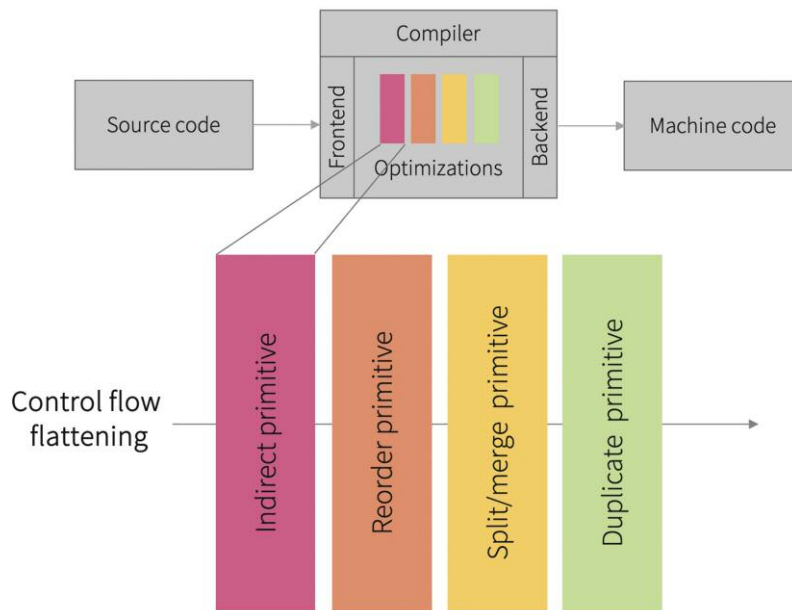 Compiler
Source code
Frontend
Optimizations
Backend
Machine code
Control flow
flattening
Indirect primitive
Reorder primitive
Split/merge primitive
Duplicate primitive